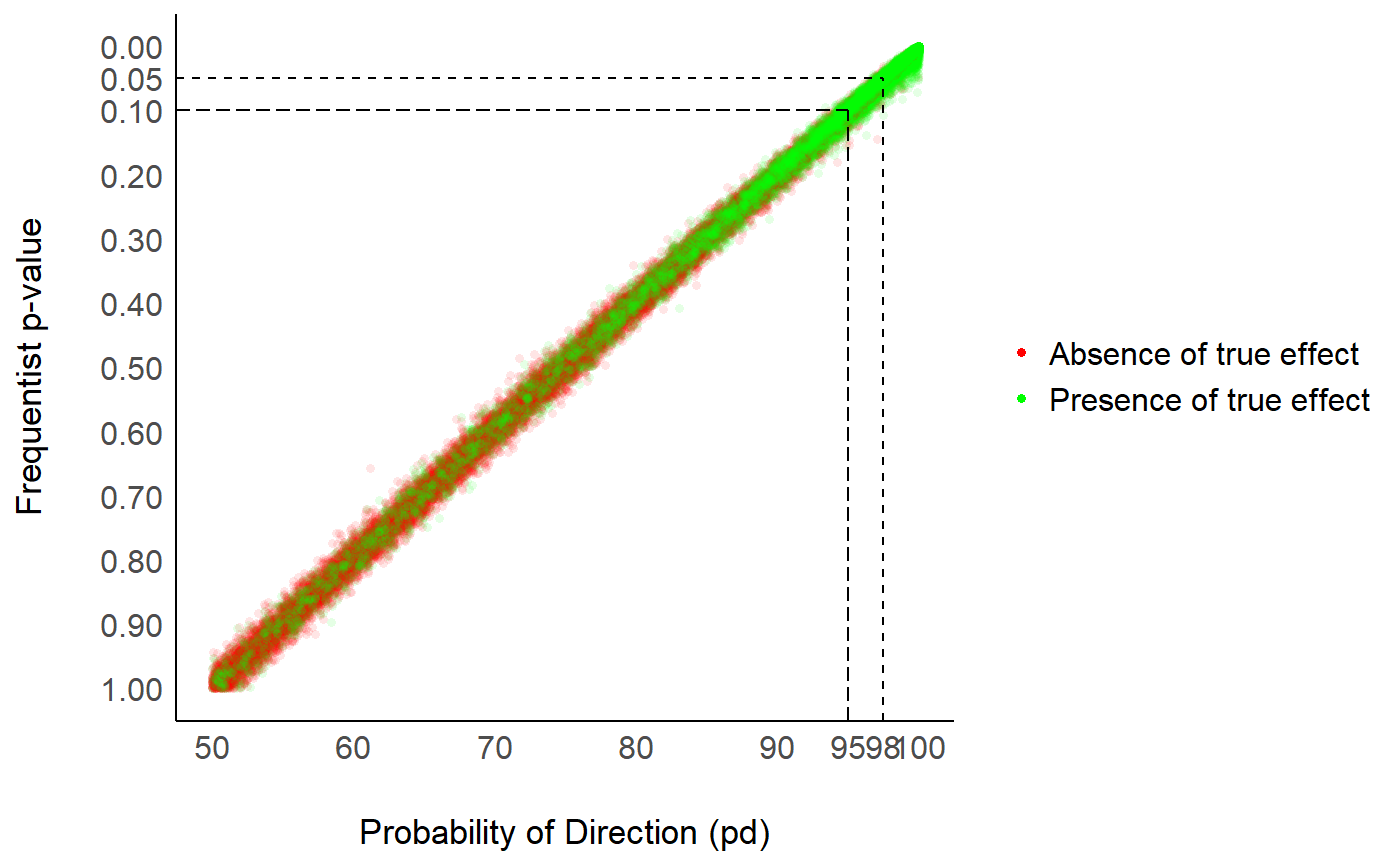 Frequentist p-value
0.00
0.05
0.10
0.20
0.30
0.40
0.50
0.60
0.70
0.80
0.90
1.00
50 60 70 80 90 95 98 100
Probability of Direction (pd)
Absence of true effect
Presence of true effect